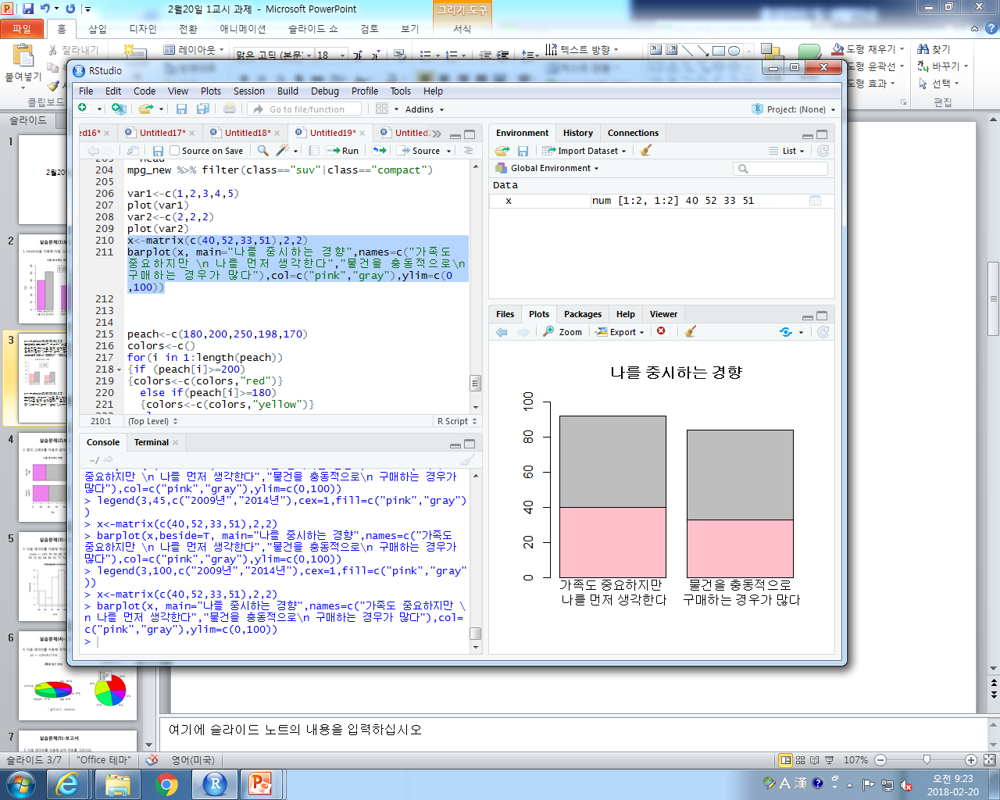 2월20일 1교시 과제 - Microsoft PowerPoint
그리기 도구
파일 홈 삽입 디자인 전환 애니메이션 슬라이드 쇼 검토 보기 서식
붙여넣기
잘라내기
클립보드
레이아웃
맑은 고딕 (본문) 18
텍스트 방향
도형 채우기
도형 윤곽선
도형 효과
찾기
바꾸기
선택
편집
슬라이드
RStudio
File Edit Code View Plots Session Build Debug Profile Tools Help
Go to file/function
Addins
Project: (None)
ed16* Untitled17* Untitled18* Untitled19* Untitled
Source on Save
Run
Source
204 mpg_new %>% filter(class=="suv"|class=="compact")
205
206 var1<-c(1,2,3,4,5)
207 plot(var1)
208 var2<-c(2,2,2)
209 plot(var2)
210 x<-matrix(c(40,52,33,51),2,2)
211 barplot(x, main="나를 중시하는 경향",names=c("가족도
중요하지만 \n 나를 먼저 생각한다","물건을 충동적으로\n
구매하는 경우가 많다"),col=c("pink","gray"),ylim=c(0
,100))
212
213
214
215 peach<-c(180,200,250,198,170)
216 colors<-c()
217 for(i in 1:length(peach))
218 {if (peach[i]>=200)
219 {colors<-c(colors,"red")}
220 else if(peach[i]>=180)
221 {colors<-c(colors,"yellow")}
210:1 (Top Level) R Script
Console Terminal
~/
중요하지만 \n 나를 먼저 생각한다","물건을 충동적으로\n 구매하는 경우가
많다"),col=c("pink","gray"),ylim=c(0,100))
> legend(3,45,c("2009년","2014년"),cex=1,fill=c("pink","gray")
)
> x<-matrix(c(40,52,33,51),2,2)
> barplot(x,beside=T, main="나를 중시하는 경향",names=c("가족도
중요하지만 \n 나를 먼저 생각한다","물건을 충동적으로\n 구매하는 경우가
많다"),col=c("pink","gray"),ylim=c(0,100))
> legend(3,100,c("2009년","2014년"),cex=1,fill=c("pink","gray"
))
> x<-matrix(c(40,52,33,51),2,2)
> barplot(x, main="나를 중시하는 경향",names=c("가족도 중요하지만 \
n 나를 먼저 생각한다","물건을 충동적으로\n 구매하는 경우가 많다"),col=
c("pink","gray"),ylim=c(0,100))
>
Environment History Connections
Import Dataset
List
Global Environment
Data
x num [1:2, 1:2] 40 52 33 51
Files Plots Packages Help Viewer
Zoom Export
나를 중시하는 경향
100
80
60
40
20
0
가족도 중요하지만
나를 먼저 생각한다
물건을 충동적으로
구매하는 경우가 많다
1
2
3
4
5
6
7
여기에 슬라이드 노트의 내용을 입력하십시오
슬라이드 3/7 "Office 테마" 영어(미국) 107%
A 漢
오전 9:23
2018-02-20